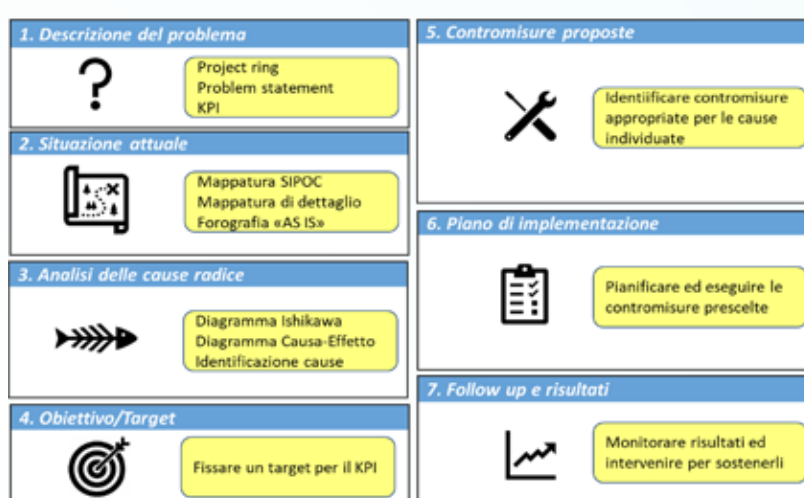 1. Descrizione del problema
Project ring
Problem statement
KPI
2. Situazione attuale
Mappatura SIPOC
Mappatura di dettaglio
Forografia «AS IS»
3. Analisi delle cause radice
Diagramma Ishikawa
Diagramma Causa-Effetto
Identificazione cause
4. Obiettivo/Target
Fissare un target per il KPI
5. Contromisure proposte
Identiificare contromisure
appropriate per le cause
individuate
6. Piano di implementazione
Pianificare ed eseguire le
contromisure prescelte
7. Follow up e risultati
Monitorare risultati ed
intervenire per sostenerli